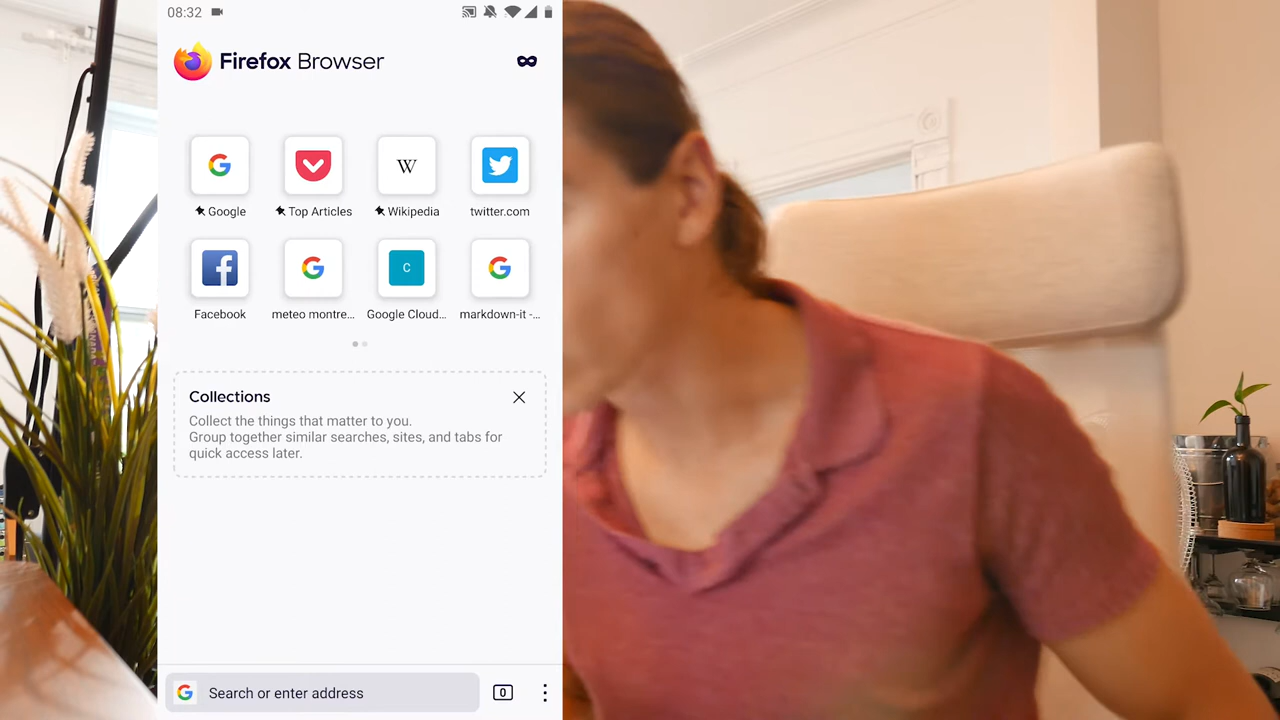 08:32
Firefox Browser
Google
Top Articles
Wikipedia
twitter.com
Facebook
meteo montre...
Google Cloud...
markdown-it -...
Collections
Collect the things that matter to you.
Group together similar searches, sites, and tabs for
quick access later.
Search or enter address
0